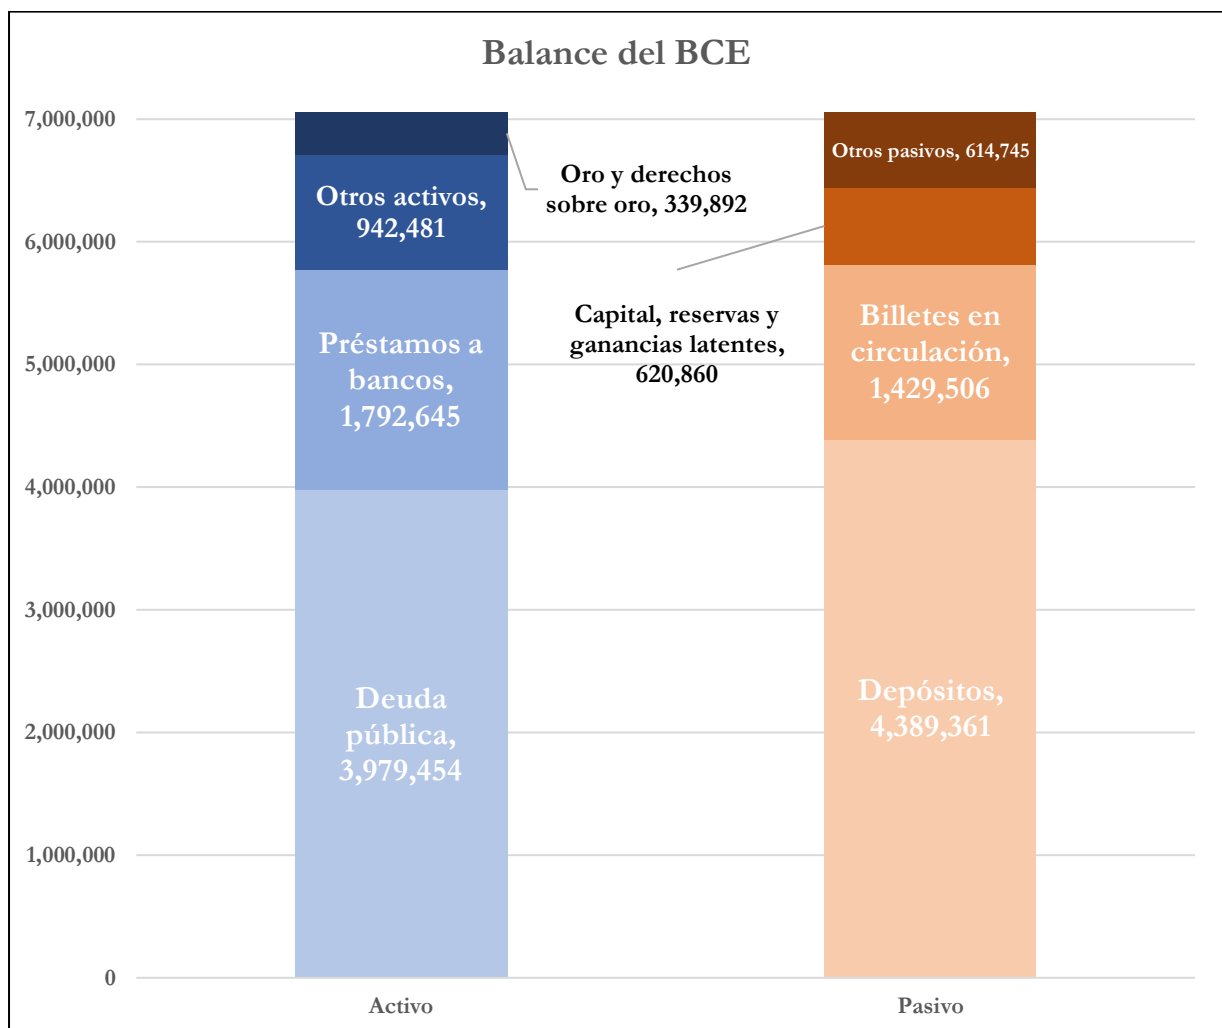 Balance del BCE
7,000,000
6,000,000
5,000,000
4,000,000
3,000,000
2,000,000
1,000,000
0
Otros activos,
942,481
Préstamos a
bancos,
1,792,645
Deuda
pública,
3,979,454
Oro y derechos
sobre oro, 339,892
Capital, reservas y
ganancias latentes,
620,860
Otros pasivos, 614,745
Billetes en
circulación,
1,429,506
Depósitos,
4,389,361
Activo
Pasivo